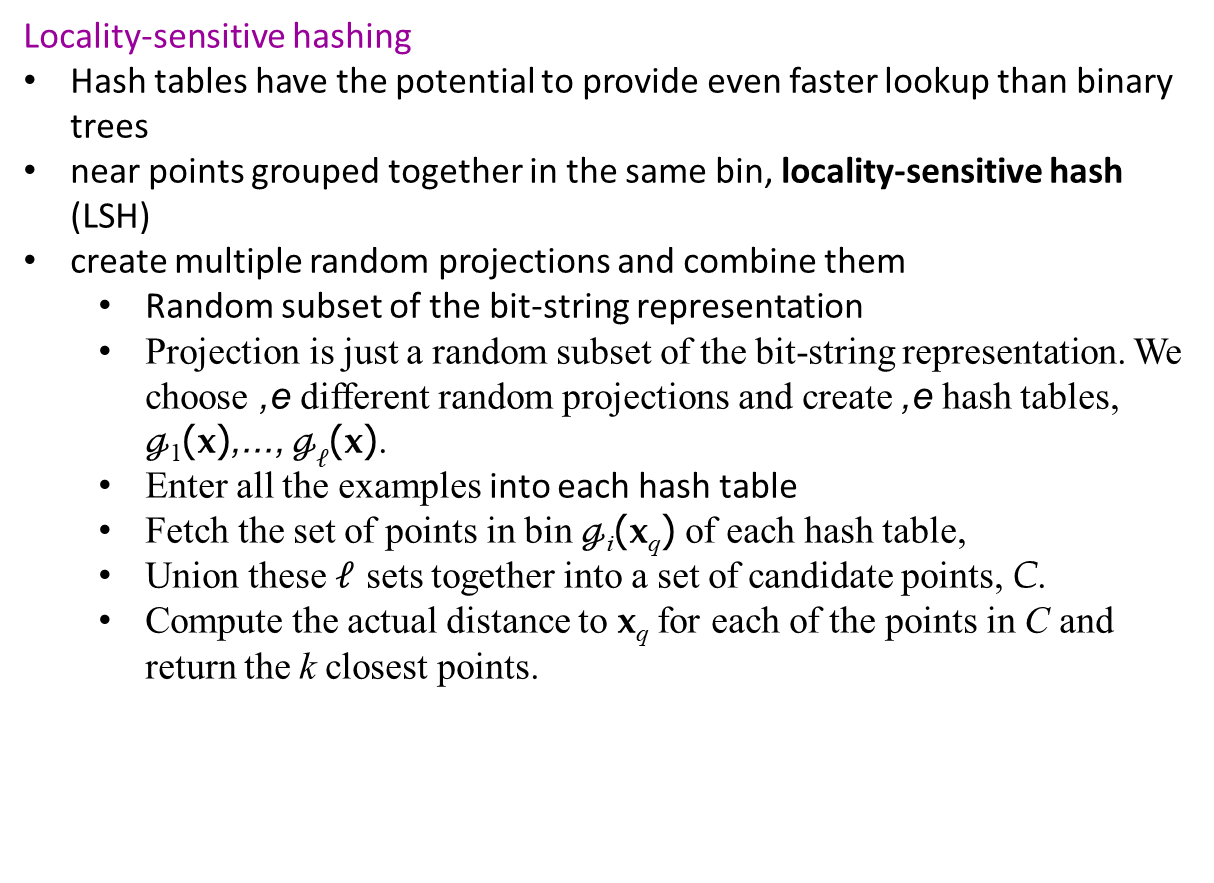 Locality-sensitive hashing
• Hash tables have the potential to provide even faster lookup than binary
trees
• near points grouped together in the same bin, locality-sensitive hash
(LSH)
• create multiple random projections and combine them
• Random subset of the bit-string representation
• Projection is just a random subset of the bit-string representation. We
choose ,e different random projections and create ,e hash tables,
ℊ₁(x),..., ℊℓ(x).
• Enter all the examples into each hash table
• Fetch the set of points in bin ℊᵢ(x_q) of each hash table,
• Union these ℓ sets together into a set of candidate points, C.
• Compute the actual distance to x_q for each of the points in C and
return the k closest points.